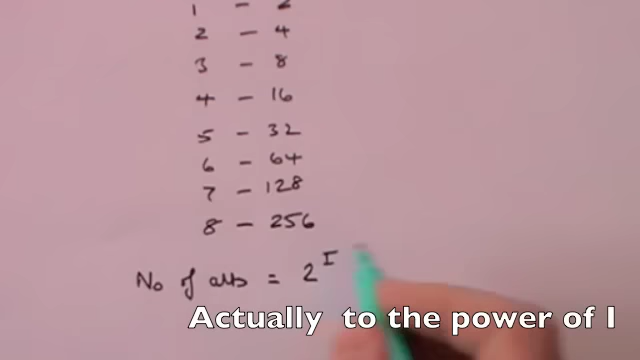 1 - 2
2 - 4
3 - 8
4 - 16
5 - 32
6 - 64
7 - 128
8 - 256
No of = 2^I
Actually to the power of I